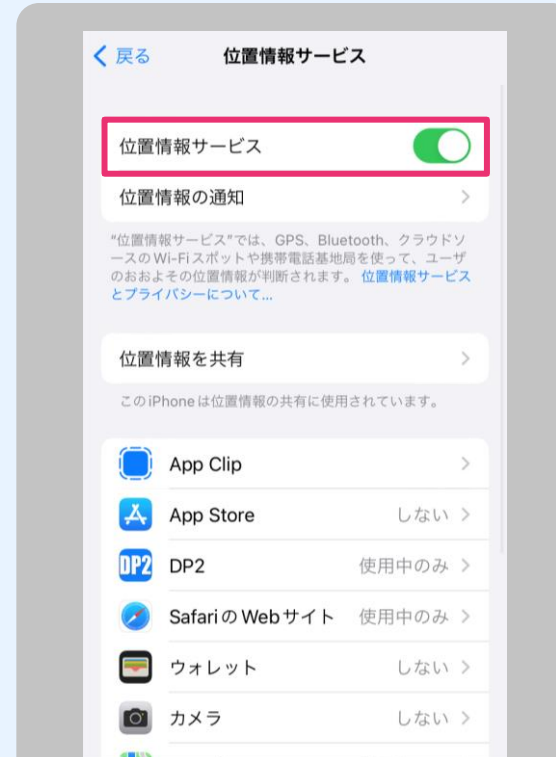 戻る
位置情報サービス
位置情報サービス
位置情報の通知
“位置情報サービス”では、GPS、Bluetooth、クラウドソ
ースのWi-Fiスポットや携帯電話基地局を使って、ユーザ
のおおよその位置情報が判断されます。位置情報サービス
とプライバシーについて...
位置情報を共有
このiPhoneは位置情報の共有に使用されています。
App Clip
App Store しない
DP2 DP2 使用中のみ
SafariのWebサイト 使用中のみ
ウォレット しない
カメラ しない